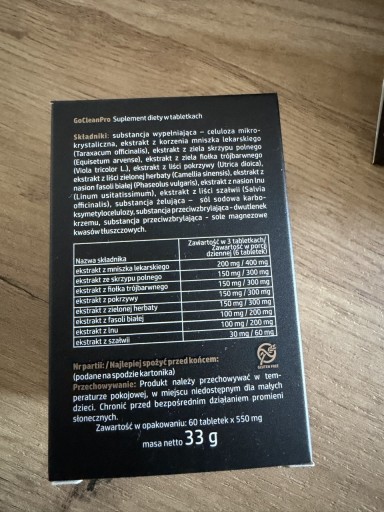 GoCleanPro Suplement diety w tabletkach
Składniki: substancja wypełniająca – celuloza mikro-
krystaliczna, ekstrakt z korzenia mniszka lekarskiego
(Taraxacum officinalis), ekstrakt z ziela skrzypu polnego
(Equisetum arvense), ekstrakt z ziela fiołka trójbarwnego
(Viola tricolor L.), ekstrakt z liści pokrzywy (Utrica dioica),
ekstrakt z liści zielonej herbaty (Camellia sinensis), ekstrakt z
nasion fasoli białej (Phaseolus vulgaris), ekstrakt z nasion lnu
(Linum usitatissimum), ekstrakt z liści szałwii (Salvia
officinalis), substancja żelująca – sól sodowa karbo-
ksymetylocelulozy, substancja przeciwzbrylająca - dwutlenek
krzemu, substancja przeciwzbrylająca - sole magnezowe
kwasów tłuszczowych.
Nazwa składnika Zawartość w 3 tabletkach/
Zawartość w porcji
dziennej (6 tabletek)
ekstrakt z mniszka lekarskiego 200 mg / 400 mg
ekstrakt ze skrzypu polnego 150 mg / 300 mg
ekstrakt z fiołka trójbarwnego 150 mg / 300 mg
ekstrakt z pokrzywy 150 mg / 300 mg
ekstrakt z zielonej herbaty 150 mg / 300 mg
ekstrakt z fasoli białej 100 mg / 200 mg
ekstrakt z lnu 100 mg / 200 mg
ekstrakt z szałwii 30 mg / 60 mg
Nr partii: / Najlepiej spożyć przed końcem:
(podane na spodzie kartonika)
GLUTEN FREE
Przechowywanie: Produkt należy przechowywać w tem-
peraturze pokojowej, w miejscu niedostępnym dla małych
dzieci. Chronić przed bezpośrednim działaniem promieni
słonecznych.
Zawartość w opakowaniu: 60 tabletek x 550 mg
masa netto 33 g